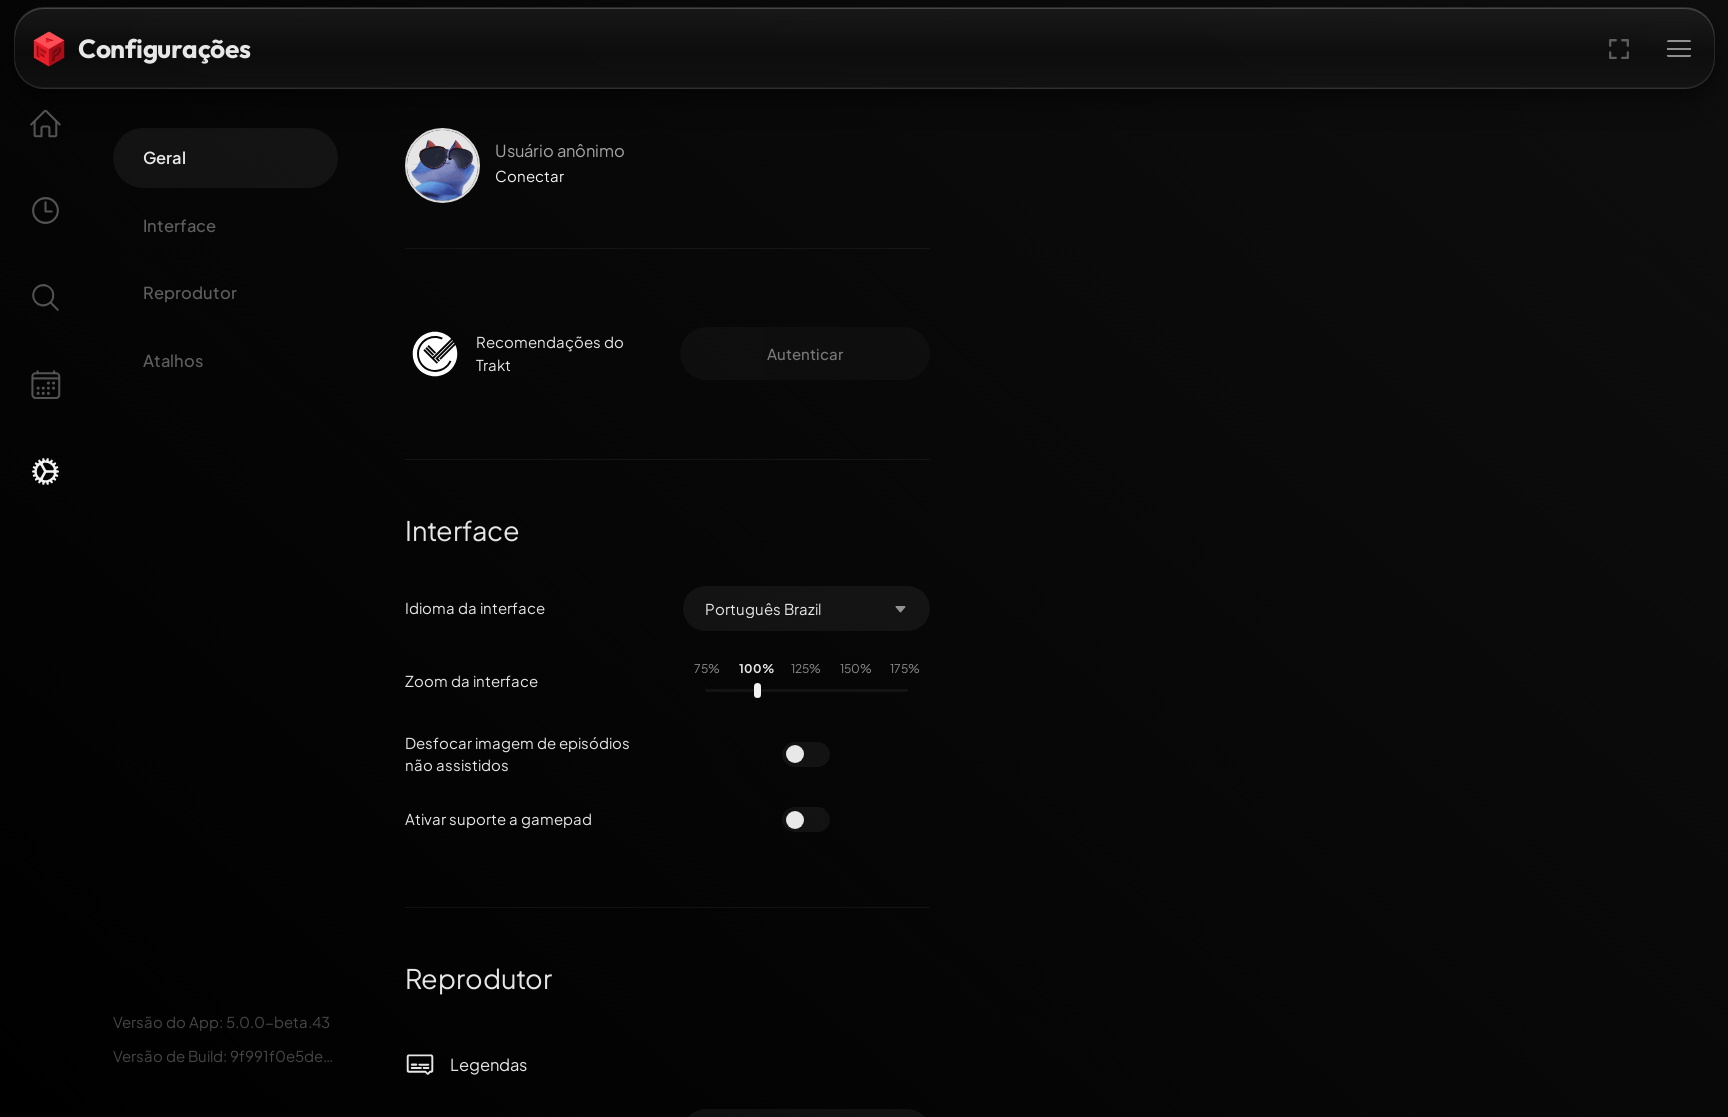 Configurações
Geral
Interface
Reprodutor
Atalhos
Usuário anônimo
Conectar
Recomendações do
Trakt
Autenticar
Interface
Idioma da interface
Português Brazil
Zoom da interface
75% 100% 125% 150% 175%
Desfocar imagem de episódios
não assistidos
Ativar suporte a gamepad
Reprodutor
Legendas
Versão do App: 5.0.0-beta.43
Versão de Build: 9f991f0e5de...